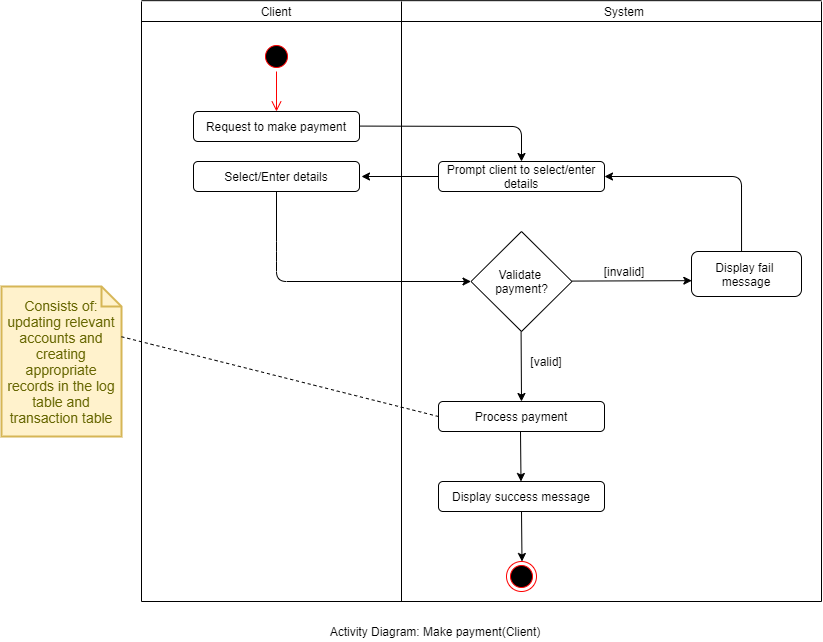 Client
System
Request to make payment
Select/Enter details
Prompt client to select/enter
details
Validate
payment?
[invalid]
Display fail
message
Consists of:
updating relevant
accounts and
creating
appropriate
records in the log
table and
transaction table
[valid]
Process payment
Display success message
Activity Diagram: Make payment(Client)